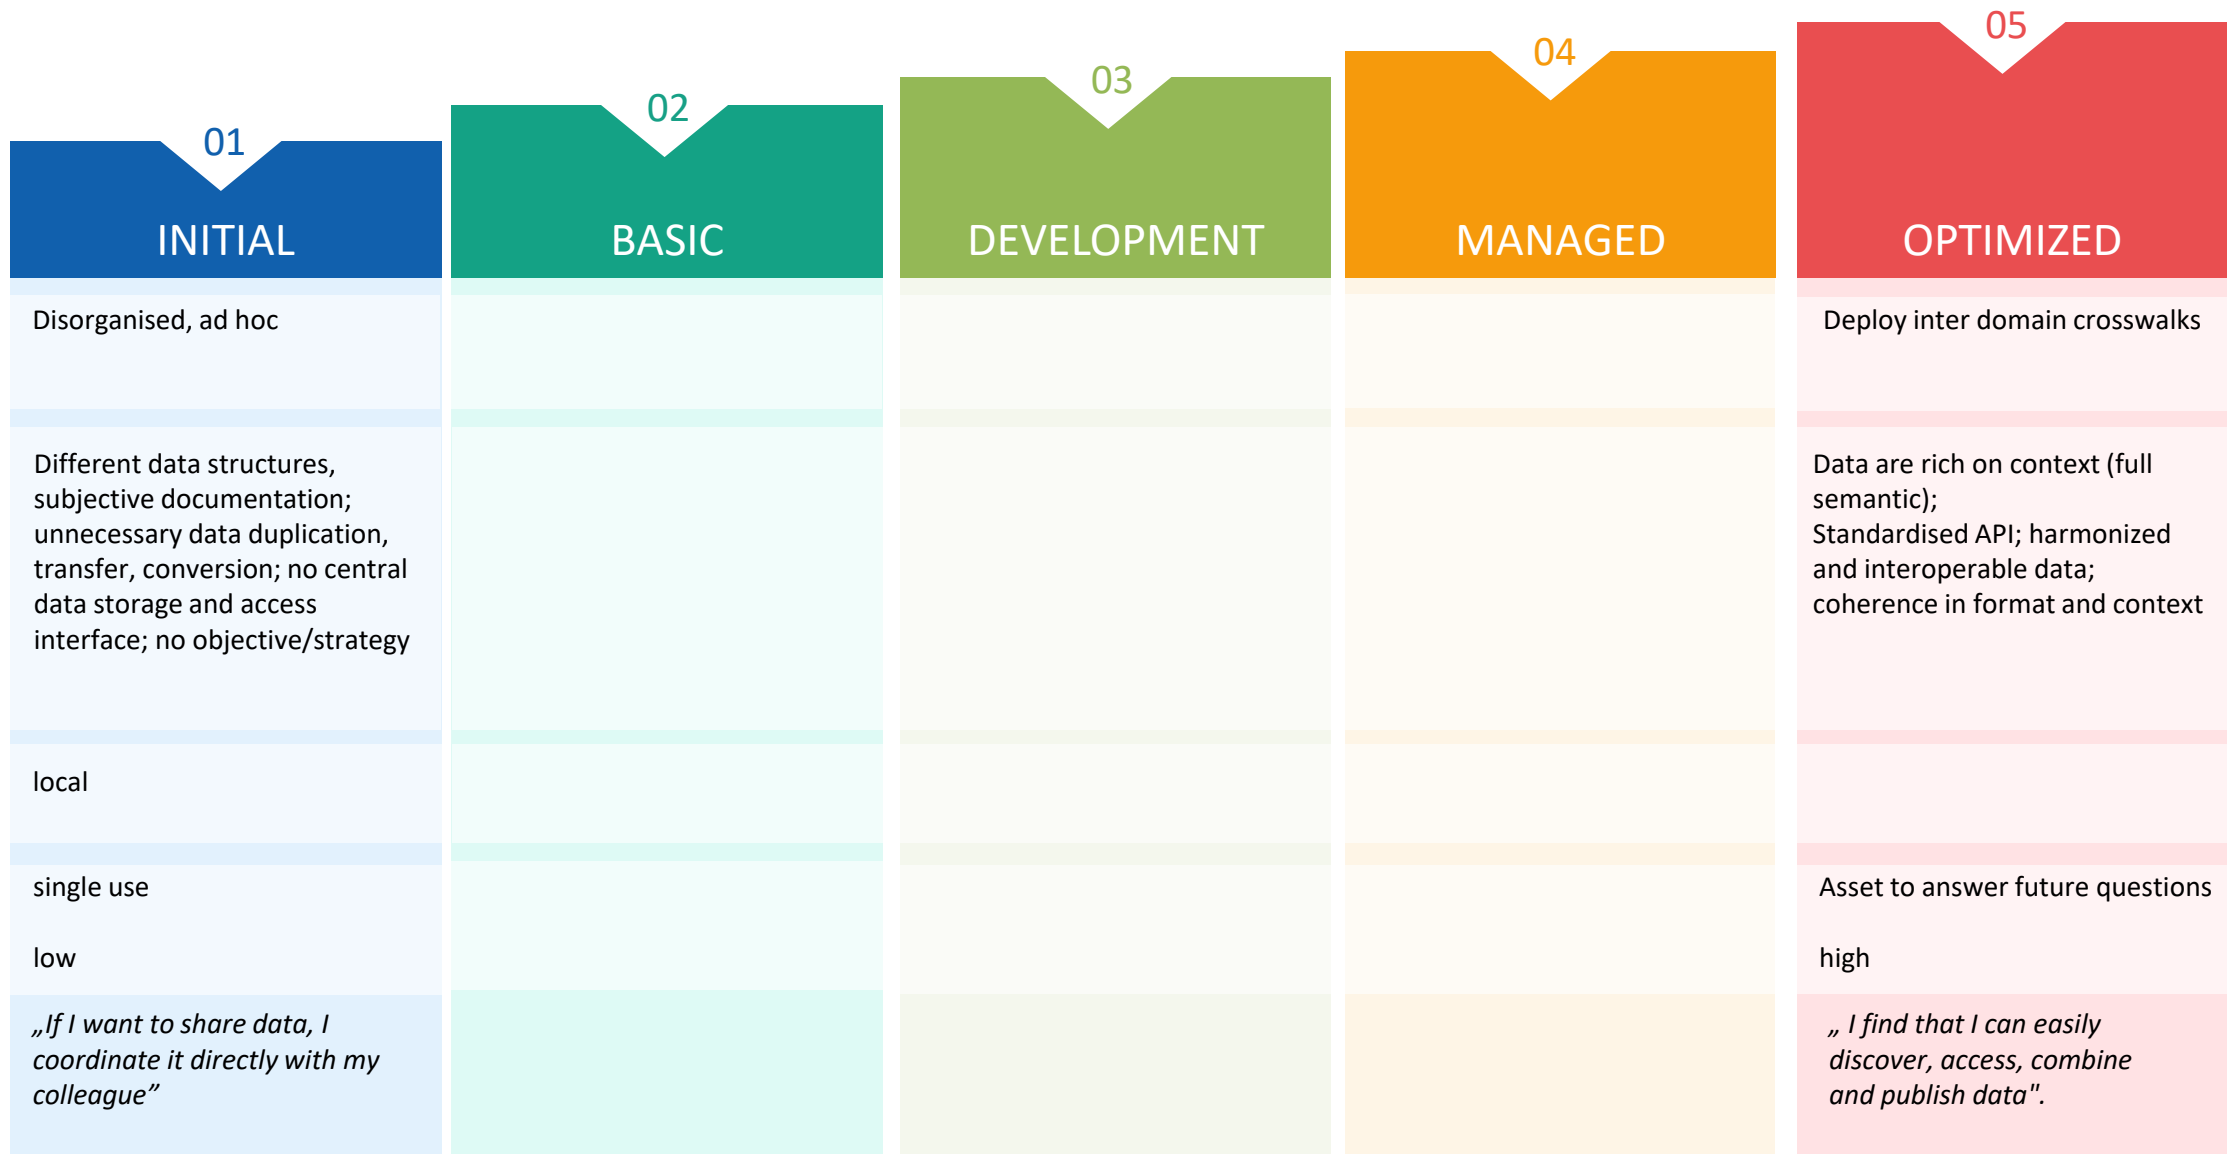 01
INITIAL
Disorganised, ad hoc
Different data structures,
subjective documentation;
unnecessary data duplication,
transfer, conversion; no central
data storage and access
interface; no objective/strategy
local
single use
low
„If I want to share data, I
coordinate it directly with my
colleague”
02
BASIC
03
DEVELOPMENT
04
MANAGED
05
OPTIMIZED
Deploy inter domain crosswalks
Data are rich on context (full
semantic);
Standardised API; harmonized
and interoperable data;
coherence in format and context
Asset to answer future questions
high
„ I find that I can easily
discover, access, combine
and publish data".